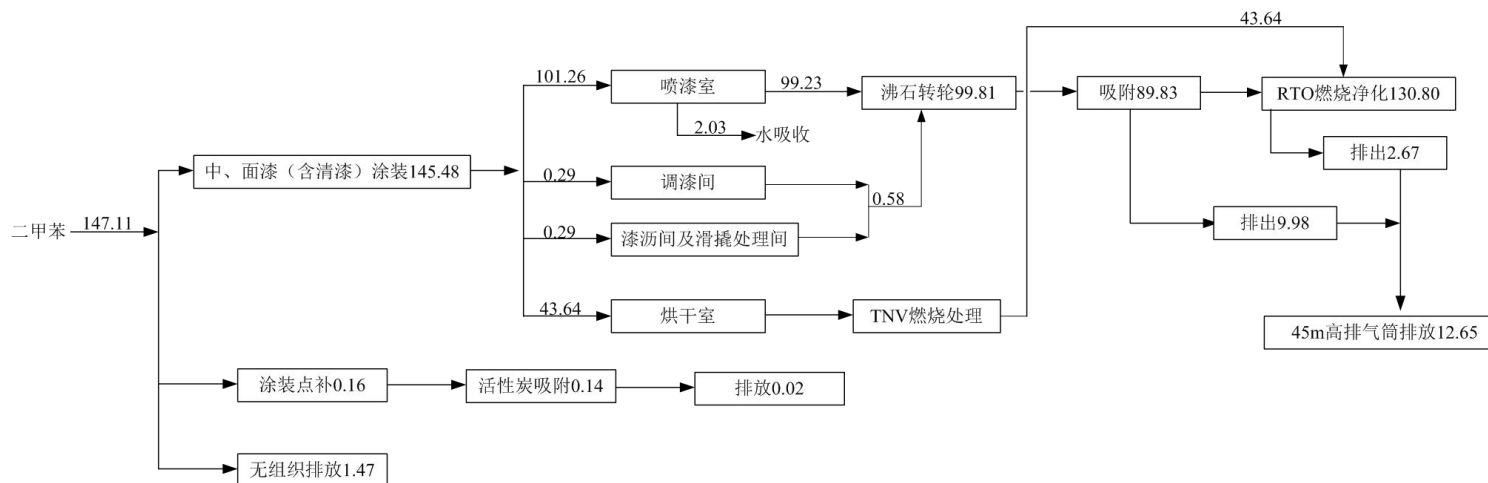 43.64
101.26
喷漆室
99.23
沸石转轮99.81
吸附89.83
RTO燃烧净化130.80
2.03
水吸收
排出2.67
中、面漆（含清漆）涂装145.48
0.29
调漆间
0.58
二甲苯
147.11
0.29
漆沥间及滑撬处理间
排出9.98
43.64
烘干室
TNV燃烧处理
45m高排气筒排放12.65
涂装点补0.16
活性炭吸附0.14
排放0.02
无组织排放1.47